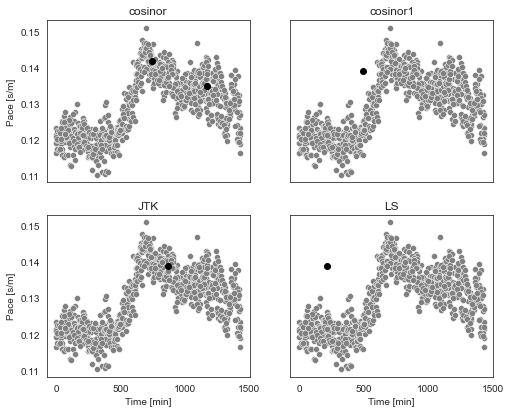 cosinor
cosinor1
0.15
0.14
0.13
0.12
0.11
Pace [s/m]
JTK
LS
0.15
0.14
0.13
0.12
0.11
Pace [s/m]
0 500 1000 1500
0 500 1000 1500
Time [min]
Time [min]